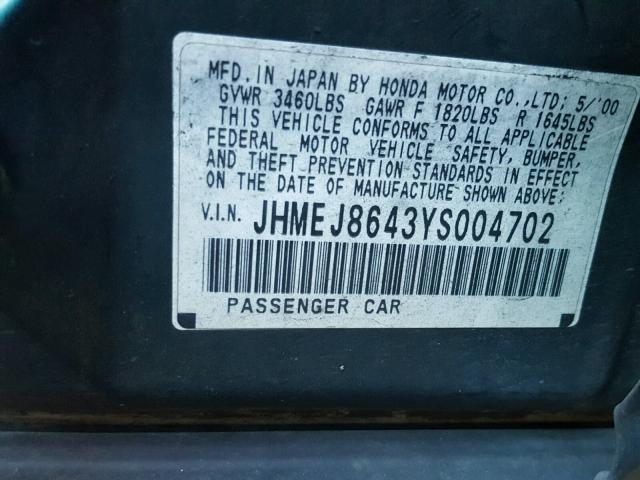 MFD. IN JAPAN BY HONDA MOTOR CO., LTD; 5/'00
GVWR 3460LBS GAWR F 1820LBS R 1645LBS
THIS VEHICLE CONFORMS TO ALL APPLICABLE
FEDERAL MOTOR VEHICLE SAFETY, BUMPER,
AND THEFT PREVENTION STANDARDS IN EFFECT
ON THE DATE OF MANUFACTURE SHOWN ABOVE;
V.I.N. JHMEJ8643YS004702
PASSENGER CAR